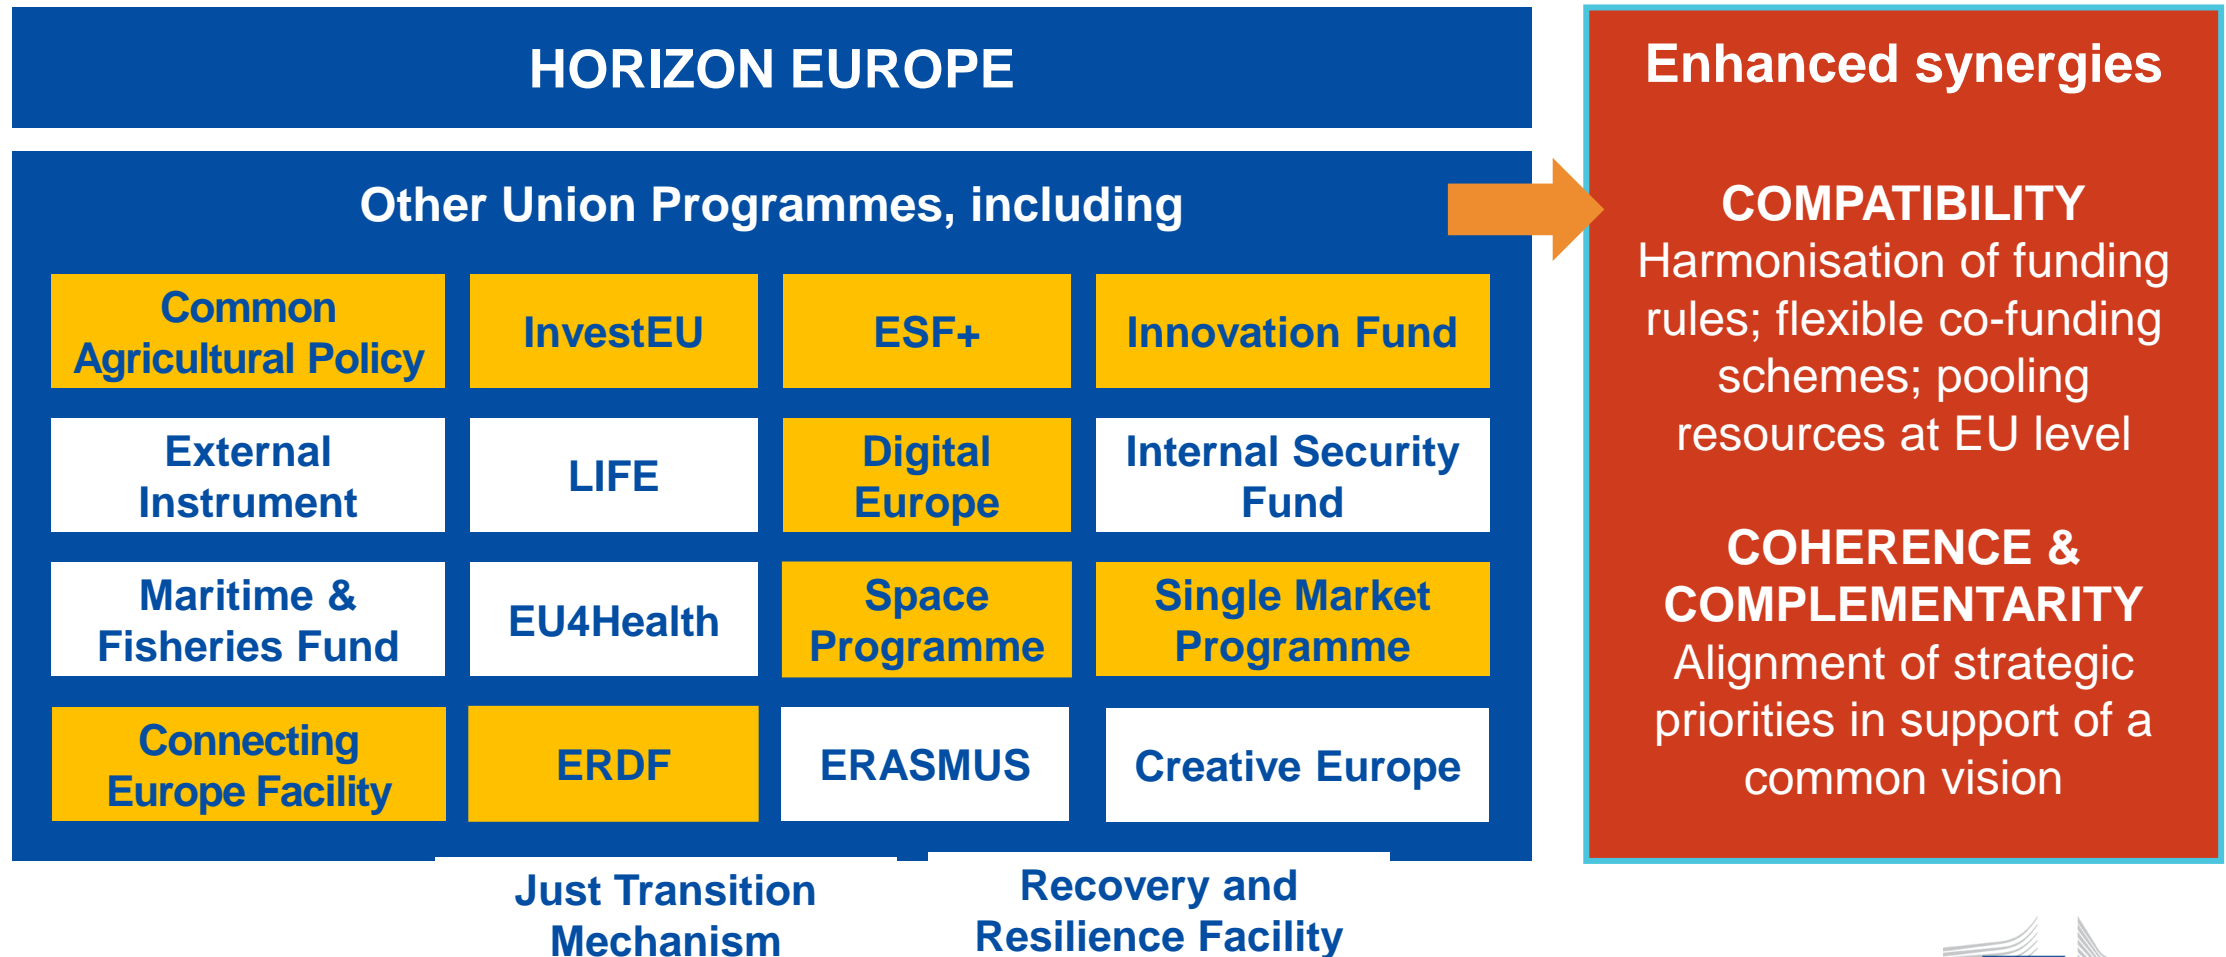 HORIZON EUROPE
Other Union Programmes, including
Common
Agricultural Policy
InvestEU
ESF+
Innovation Fund
External
Instrument
LIFE
Digital
Europe
Internal Security
Fund
Maritime &
Fisheries Fund
EU4Health
Space
Programme
Single Market
Programme
Connecting
Europe Facility
ERDF
ERASMUS
Creative Europe
Just Transition
Mechanism
Recovery and
Resilience Facility
Enhanced synergies
COMPATIBILITY
Harmonisation of funding
rules; flexible co-funding
schemes; pooling
resources at EU level
COHERENCE &
COMPLEMENTARITY
Alignment of strategic
priorities in support of a
common vision